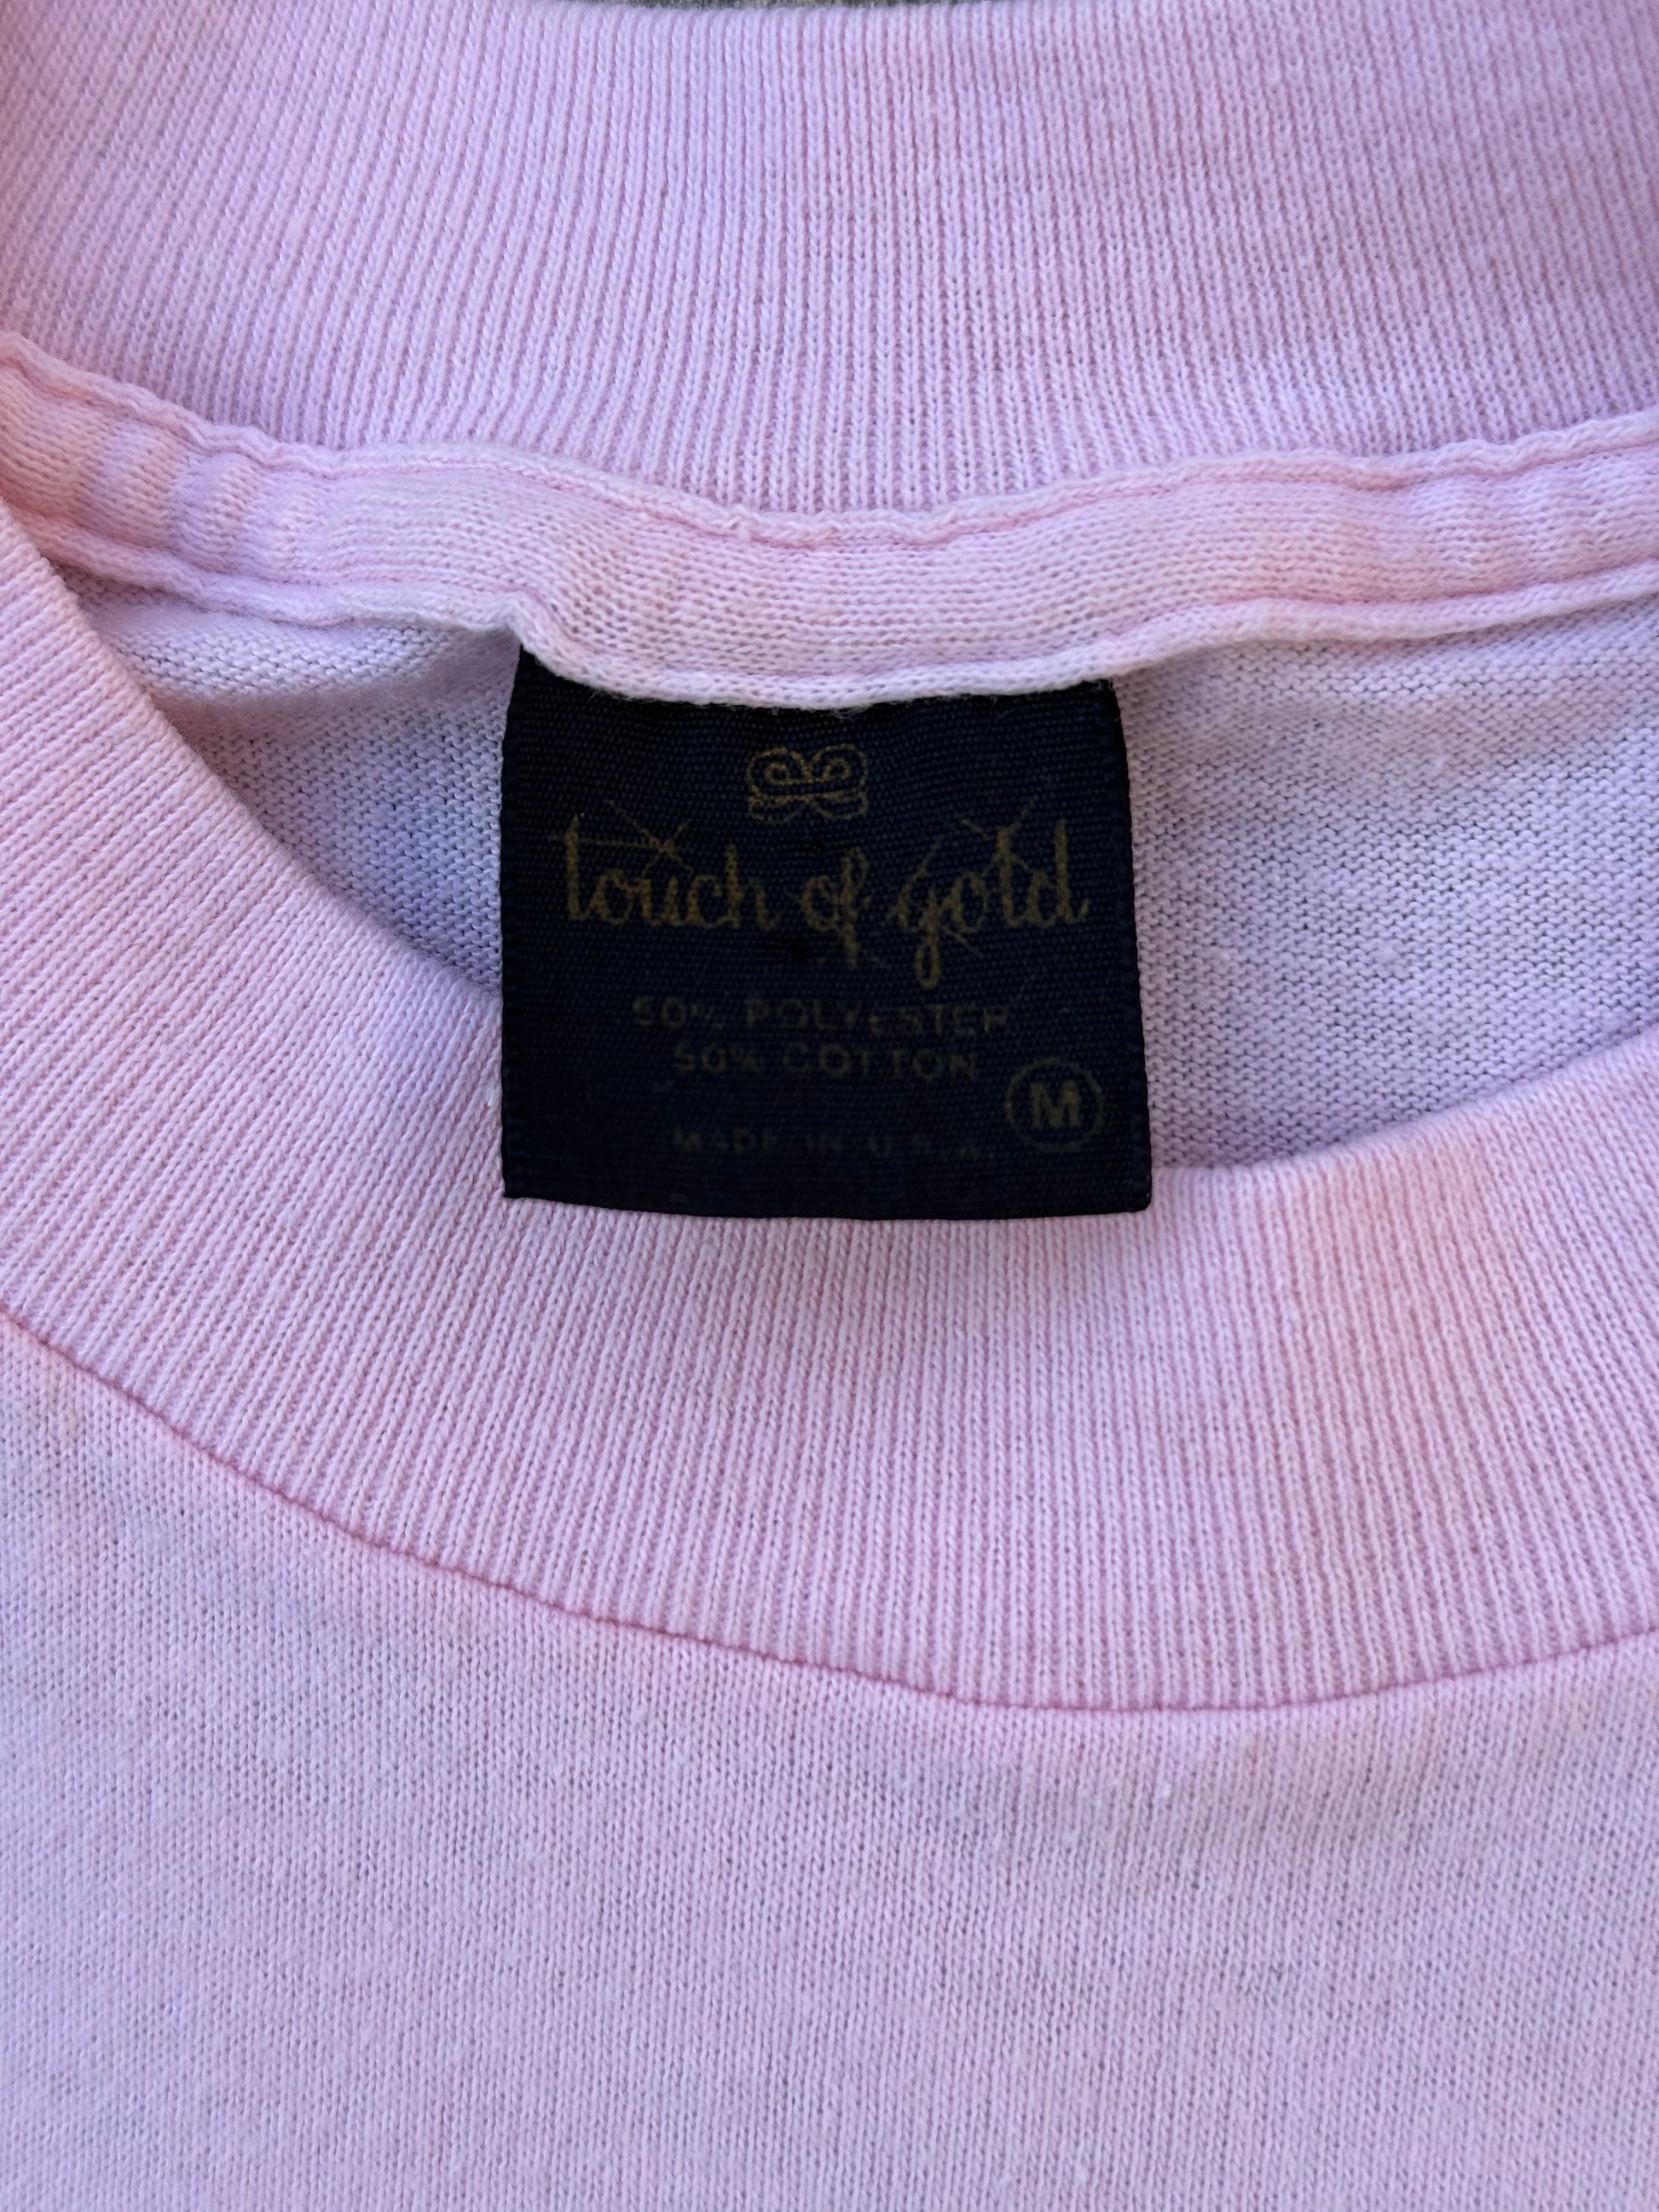 touch of gold
50% POLYESTER
50% COTTON
M
MADE IN U.S.A.